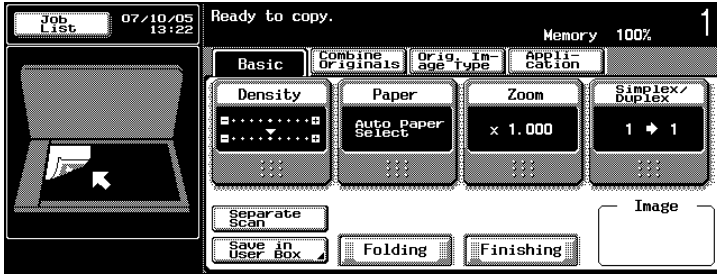 Job
List
07/10/05
13:22
Ready to copy.
Memory 100%
1
Basic
Combine
Originals
Orig. Im-
age Type
Appli-
cation
Density
Paper
Auto Paper
Select
Zoom
× 1.000
Simplex/
Duplex
1 ➔ 1
Separate
Scan
Save in
User Box
Folding
Finishing
Image